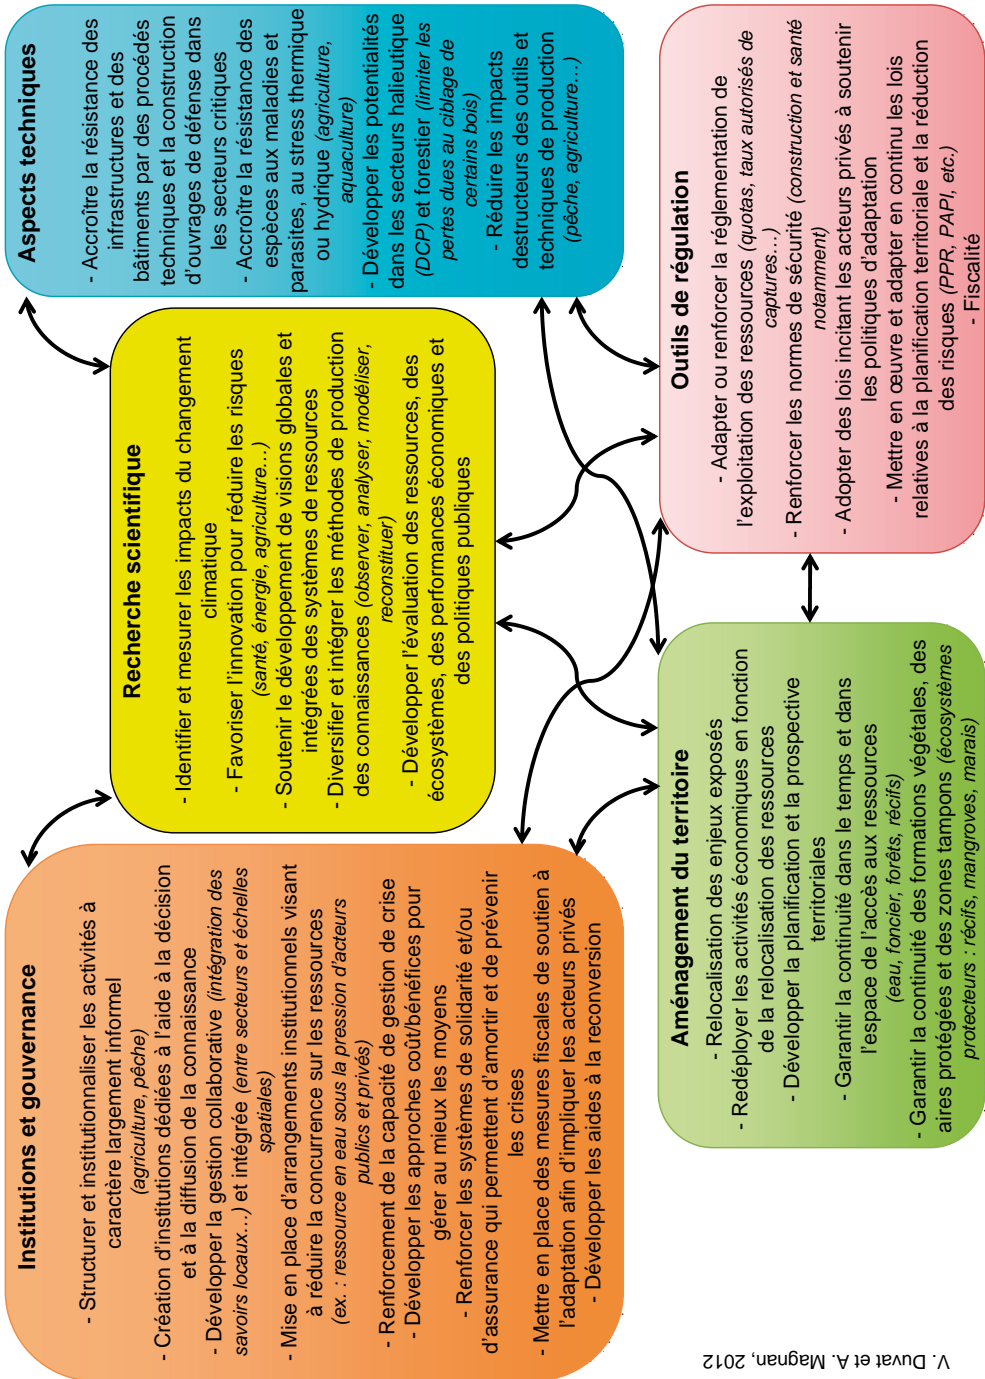 Institutions et gouvernance
- Structurer et institutionnaliser les activités à
caractère largement informel
(agriculture, pêche)
- Création d'institutions dédiées à l'aide à la décision
et à la diffusion de la connaissance
- Développer la gestion collaborative (intégration des
savoirs locaux…) et intégrée (entre secteurs et échelles
spatiales)
- Mise en place d'arrangements institutionnels visant
à réduire la concurrence sur les ressources
(ex. : ressource en eau sous la pression d'acteurs
publics et privés)
- Renforcement de la capacité de gestion de crise
- Développer les approches coût/bénéfices pour
gérer au mieux les moyens
- Renforcer les systèmes de solidarité et/ou
d'assurance qui permettent d'amortir et de prévenir
les crises
- Mettre en place des mesures fiscales de soutien à
l'adaptation afin d'impliquer les acteurs privés
- Développer les aides à la reconversion
Recherche scientifique
- Identifier et mesurer les impacts du changement
climatique
- Favoriser l'innovation pour réduire les risques
(santé, énergie, agriculture…)
- Soutenir le développement de visions globales et
intégrées des systèmes de ressources
- Diversifier et intégrer les méthodes de production
des connaissances (observer, analyser, modéliser,
reconstituer)
- Développer l'évaluation des ressources, des
écosystèmes, des performances économiques et
des politiques publiques
Aspects techniques
- Accroître la résistance des
infrastructures et des
bâtiments par des procédés
techniques et la construction
d'ouvrages de défense dans
les secteurs critiques
- Accroître la résistance des
espèces aux maladies et
parasites, au stress thermique
ou hydrique (agriculture,
aquaculture)
- Développer les potentialités
dans les secteurs halieutique
(DCP) et forestier (limiter les
pertes dues au ciblage de
certains bois)
- Réduire les impacts
destructeurs des outils et
techniques de production
(pêche, agriculture…)
Aménagement du territoire
- Relocalisation des enjeux exposés
- Redéployer les activités économiques en fonction
de la relocalisation des ressources
- Développer la planification et la prospective
territoriales
- Garantir la continuité dans le temps et dans
l'espace de l'accès aux ressources
(eau, foncier, forêts, récifs)
- Garantir la continuité des formations végétales, des
aires protégées et des zones tampons (écosystèmes
protecteurs : récifs, mangroves, marais)
Outils de régulation
- Adapter ou renforcer la réglementation de
l'exploitation des ressources (quotas, taux autorisés de
captures…)
- Renforcer les normes de sécurité (construction et santé
notamment)
- Adopter des lois incitant les acteurs privés à soutenir
les politiques d'adaptation
- Mettre en œuvre et adapter en continu les lois
relatives à la planification territoriale et la réduction
des risques (PPR, PAPI, etc.)
- Fiscalité
V. Duvat et A. Magnan, 2012